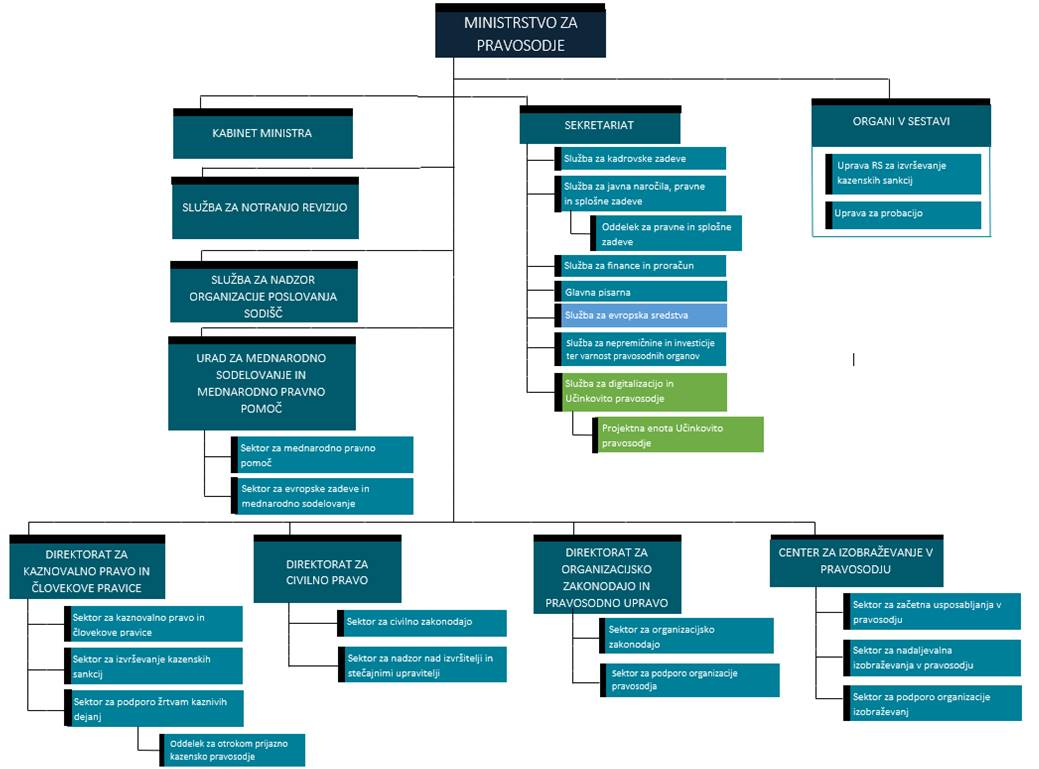 MINISTRSTVO ZA
PRAVOSODJE
KABINET MINISTRA
SLUŽBA ZA NOTRANJO REVIZIJO
SLUŽBA ZA NADZOR
ORGANIZACIJE POSLOVANJA
SODIŠČ
URAD ZA MEDNARODNO
SODELOVANJE IN
MEDNARODNO PRAVNO
POMOČ
Sektor za mednarodno pravno
pomoč
Sektor za evropske zadeve in
mednarodno sodelovanje
SEKRETARIAT
Služba za kadrovske zadeve
Služba za javna naročila, pravne
in splošne zadeve
Oddelek za pravne in splošne
zadeve
Služba za finance in proračun
Glavna pisarna
Služba za evropska sredstva
Služba za nepremičnine in investicije
ter varnost pravosodnih organov
Služba za digitalizacijo in
Učinkovito pravosodje
Projektna enota Učinkovito
pravosodje
ORGANI V SESTAVI
Uprava RS za izvrševanje
kazenskih sankcij
Uprava za probacijo
DIREKTORAT ZA
KAZNOVALNO PRAVO IN
ČLOVEKOVE PRAVICE
Sektor za kaznovalno pravo in
človekove pravice
Sektor za izvrševanje kazenskih
sankcij
Sektor za podporo žrtvam kaznivih
dejanj
Oddelek za otrokom prijazno
kazensko pravosodje
DIREKTORAT ZA
CIVILNO PRAVO
Sektor za civilno zakonodajo
Sektor za nadzor nad izvršitelji in
stečajnimi upravitelji
DIREKTORAT ZA
ORGANIZACIJSKO
ZAKONODAJO IN
PRAVOSODNO UPRAVO
Sektor za organizacijsko
zakonodajo
Sektor za podporo organizacije
pravosodja
CENTER ZA IZOBRAŽEVANJE V
PRAVOSODJU
Sektor za začetna usposabljanja v
pravosodju
Sektor za nadaljevalna
izobraževanja v pravosodju
Sektor za podporo organizacije
izobraževanj